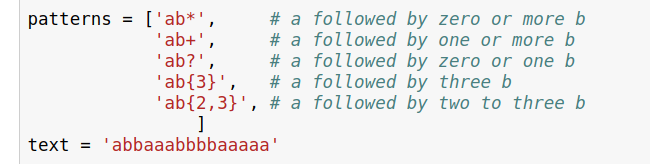 patterns = ['ab*',     # a followed by zero or more b
            'ab+',     # a followed by one or more b
            'ab?',     # a followed by zero or one b
            'ab{3}',   # a followed by three b
            'ab{2,3}', # a followed by two to three b
                ]
text = 'abbaaabbbbaaaaa'